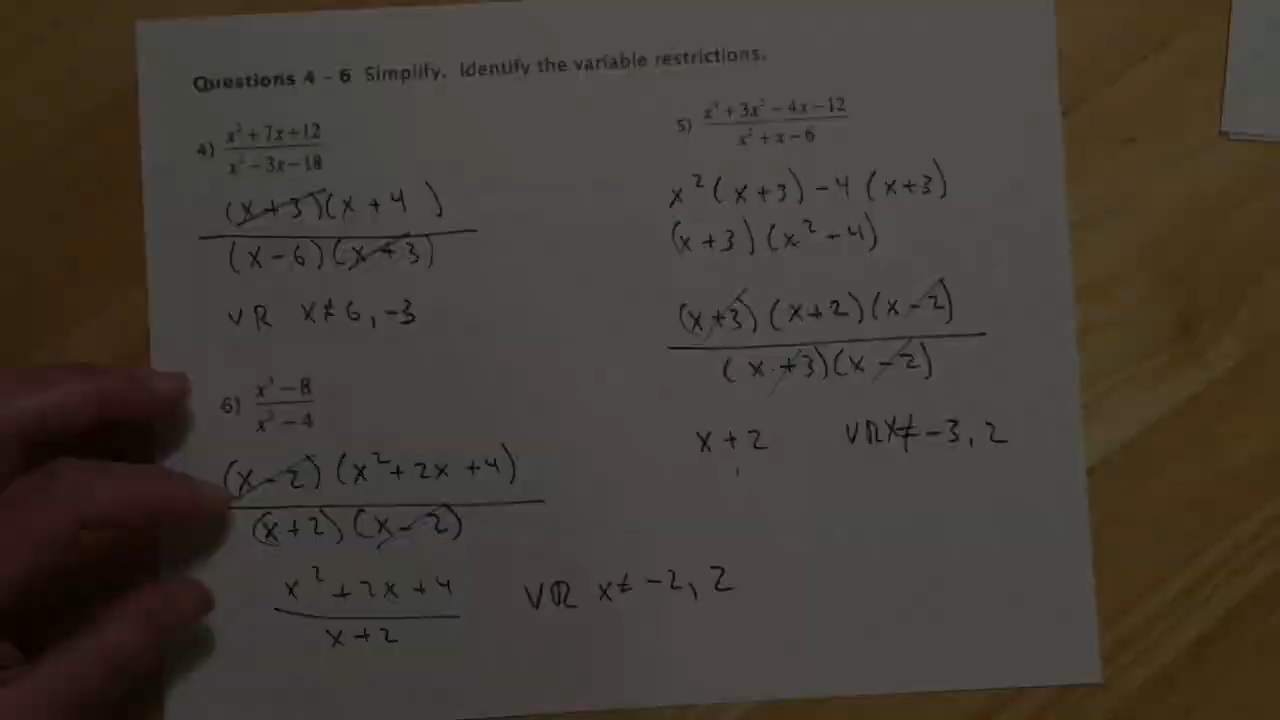 Questions 4 - 6 Simplify. Identify the variable restrictions.
4) x² + 7x + 12 / x² - 3x - 18
(x + 3)(x + 4 )
(x - 6)(x + 3)
VR x ≠ 6, -3
5) x³ + 3x² - 4x - 12 / x² + x - 6
x²(x + 3) - 4(x + 3)
(x + 3)(x² - 4)
(x + 3)(x + 2)(x - 2)
(x + 3)(x - 2)
x + 2 VR x ≠ -3, 2
6) x³ - 8 / x² - 4
(x - 2)(x² + 2x + 4)
(x + 2)(x - 2)
x² + 2x + 4
x + 2
VR x ≠ -2, 2